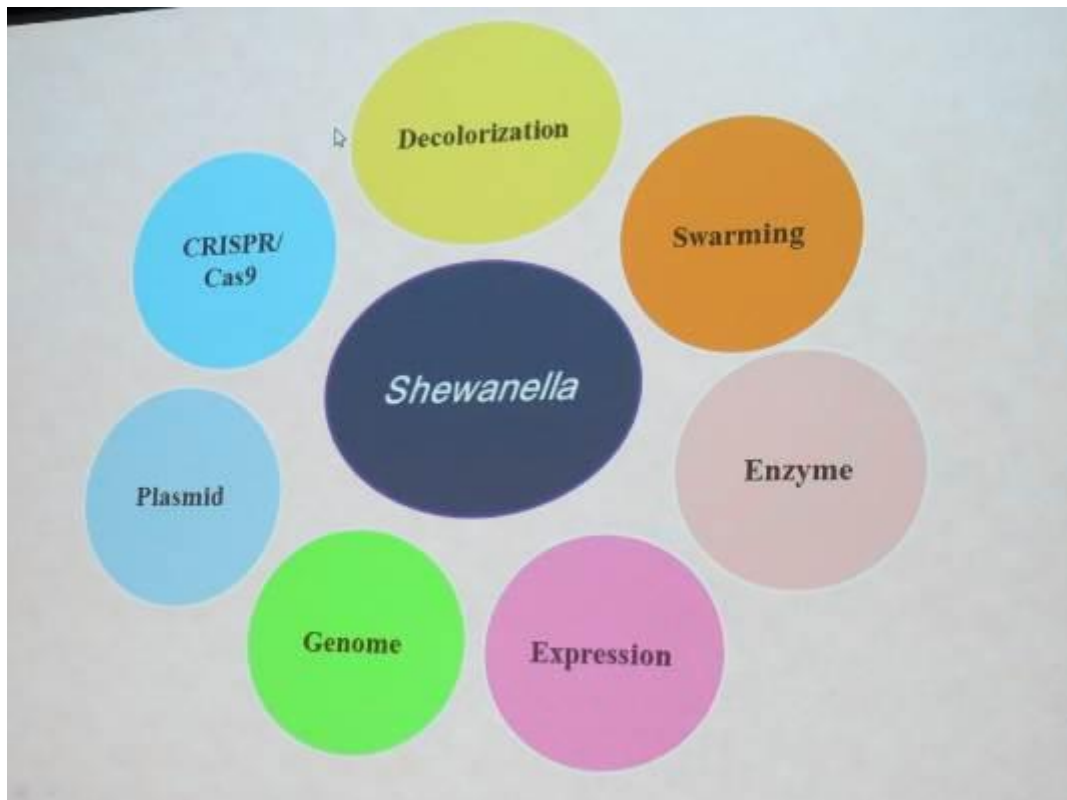 Decolorization
Swarming
CRISPR/
Cas9
Shewanella
Enzyme
Plasmid
Genome
Expression